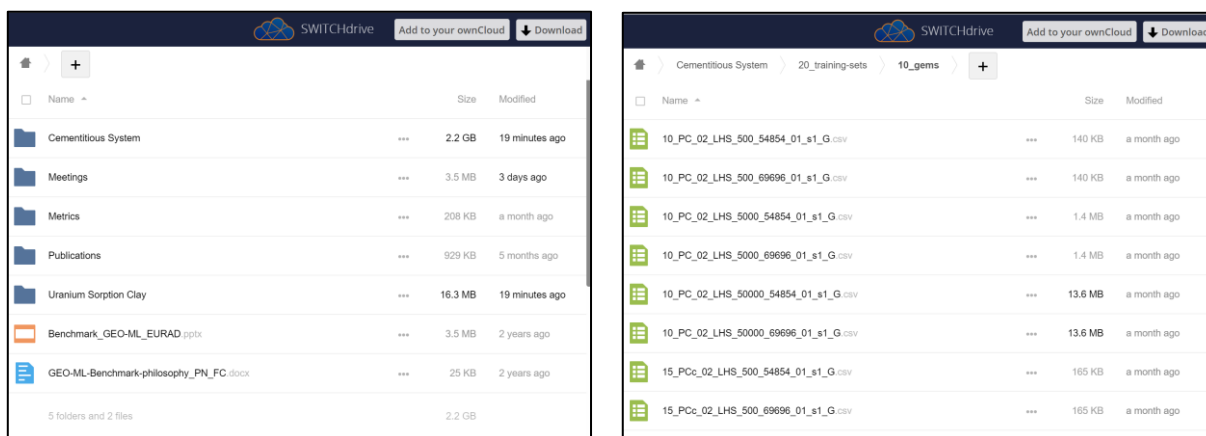 SWITCHdrive Add to your ownCloud Download
+
Name Size Modified
Cementitious System ... 2.2 GB 19 minutes ago
Meetings ... 3.5 MB 3 days ago
Metrics ... 208 KB a month ago
Publications ... 929 KB 5 months ago
Uranium Sorption Clay ... 16.3 MB 19 minutes ago
Benchmark_GEO-ML_EURAD.pptx ... 3.5 MB 2 years ago
GEO-ML-Benchmark-philosophy_PN_FC.docx ... 25 KB 2 years ago
5 folders and 2 files 2.2 GB
SWITCHdrive Add to your ownCloud Download
Cementitious System 20_training-sets 10_gems +
Name Size Modified
10_PC_02_LHS_500_54854_01_s1_G.csv ... 140 KB a month ago
10_PC_02_LHS_500_69696_01_s1_G.csv ... 140 KB a month ago
10_PC_02_LHS_5000_54854_01_s1_G.csv ... 1.4 MB a month ago
10_PC_02_LHS_5000_69696_01_s1_G.csv ... 1.4 MB a month ago
10_PC_02_LHS_50000_54854_01_s1_G.csv ... 13.6 MB a month ago
10_PC_02_LHS_50000_69696_01_s1_G.csv ... 13.6 MB a month ago
15_PCc_02_LHS_500_54854_01_s1_G.csv ... 165 KB a month ago
15_PCc_02_LHS_500_69696_01_s1_G.csv ... 165 KB a month ago